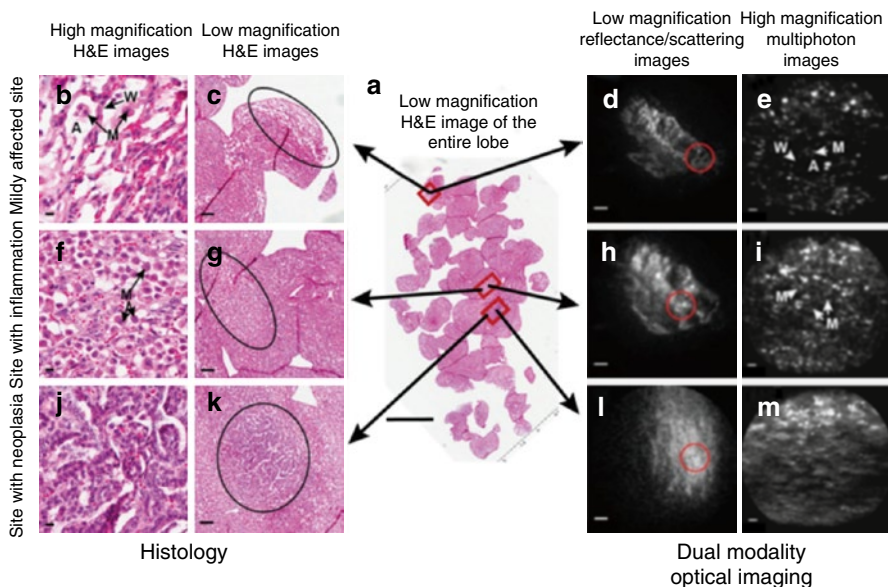 High magnification
H&E images
Low magnification
H&E images
Low magnification
reflectance/scattering
images
High magnification
multiphoton
images
a
Low magnification
H&E image of the
entire lobe
Mildy affected site
b
W
A
M
c
d
e
W
M
A
Site with inflammation
f
M
g
h
i
M
M
Site with neoplasia
j
k
l
m
Histology
Dual modality
optical imaging